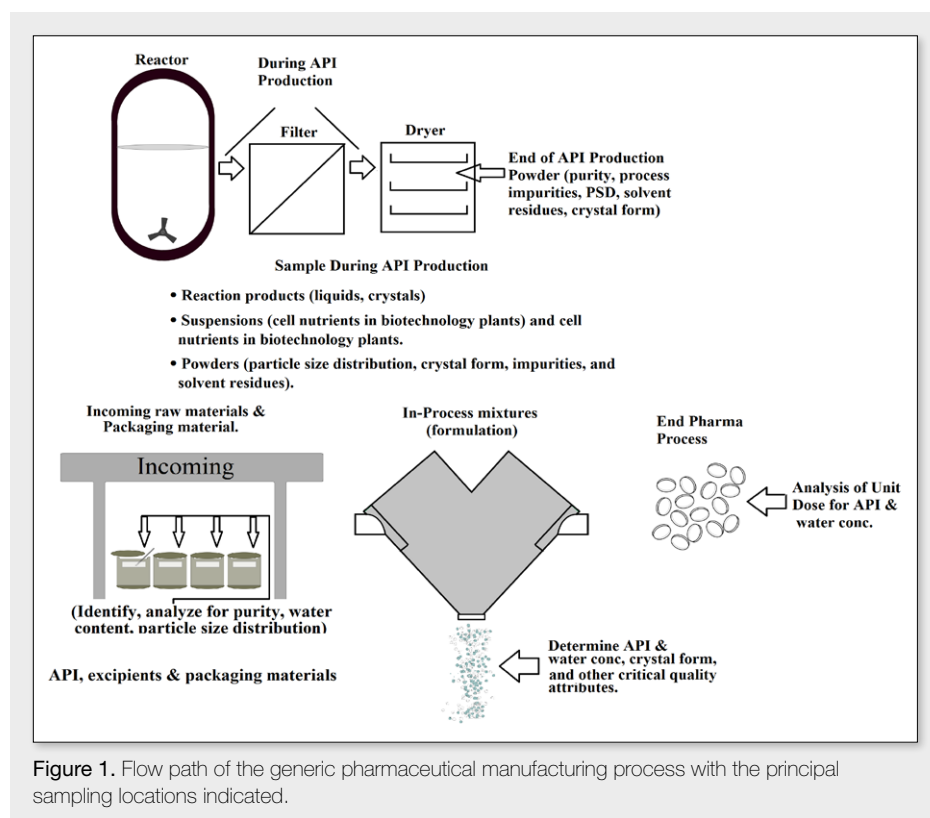 Reactor
During API
Production
Filter
Dryer
End of API Production
Powder (purity, process
impurities, PSD, solvent
residues, crystal form)
Sample During API Production
• Reaction products (liquids, crystals)
• Suspensions (cell nutrients in biotechnology plants) and cell
nutrients in biotechnology plants.
• Powders (particle size distribution, crystal form, impurities, and
solvent residues).
Incoming raw materials &
Packaging material.
Incoming
(Identify, analyze for purity, water
content, particle size distribution)
API, excipients & packaging materials
In-Process mixtures
(formulation)
Determine API &
water conc, crystal form,
and other critical quality
attributes.
End Pharma
Process
Analysis of Unit
Dose for API &
water conc.
Figure 1. Flow path of the generic pharmaceutical manufacturing process with the principal
sampling locations indicated.